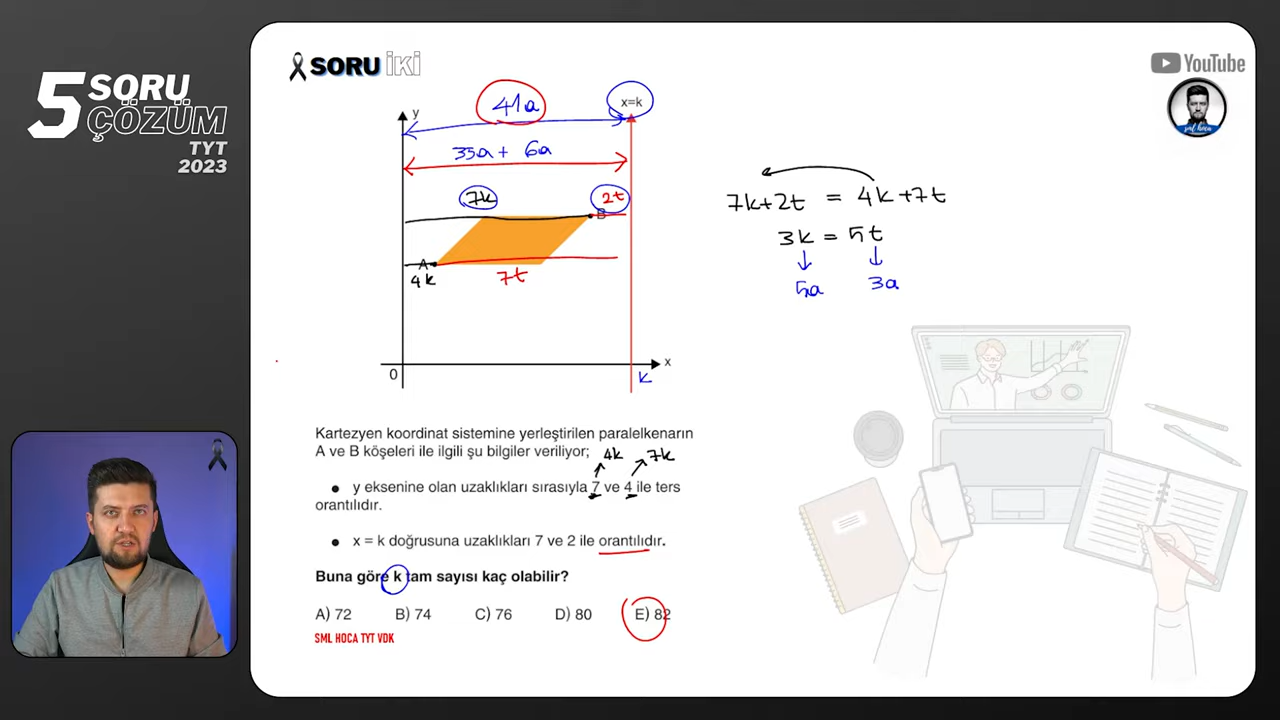 5 SORU
ÇÖZÜM
TYT
2023
SORU İKİ
YouTube
sml hoca
41a
x=k
y
35a + 6a
7k
2t
B
A
4k
7t
0
x
k
7k+2t = 4k+7t
3k = 5t
5a
3a
Kartezyen koordinat sistemine yerleştirilen paralelkenarın
A ve B köşeleri ile ilgili şu bilgiler veriliyor;
4k
7k
● y eksenine olan uzaklıkları sırasıyla 7 ve 4 ile ters
orantılıdır.
● x = k doğrusuna uzaklıkları 7 ve 2 ile orantılıdır.
Buna göre k tam sayısı kaç olabilir?
A) 72 B) 74 C) 76 D) 80 E) 82
SML HOCA TYT VDK